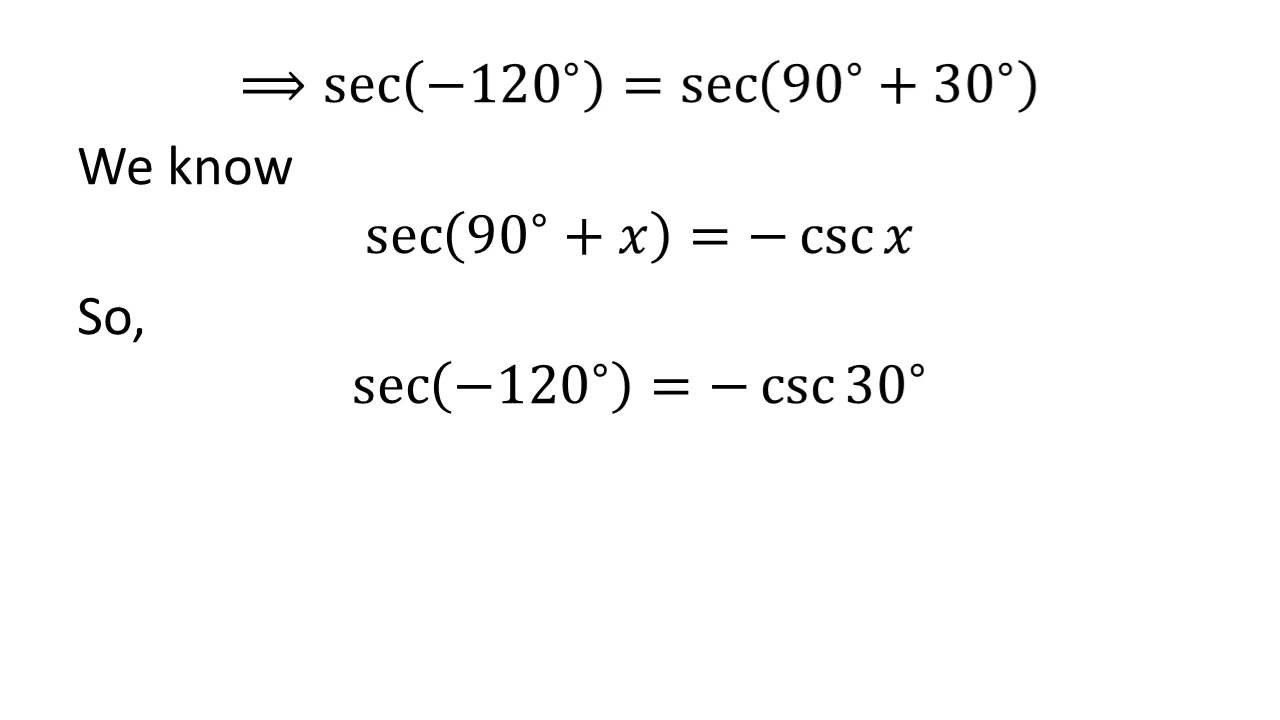 ⟹ sec(−120°) = sec(90° + 30°)
We know
sec(90° + x) = − csc x
So,
sec(−120°) = − csc 30°